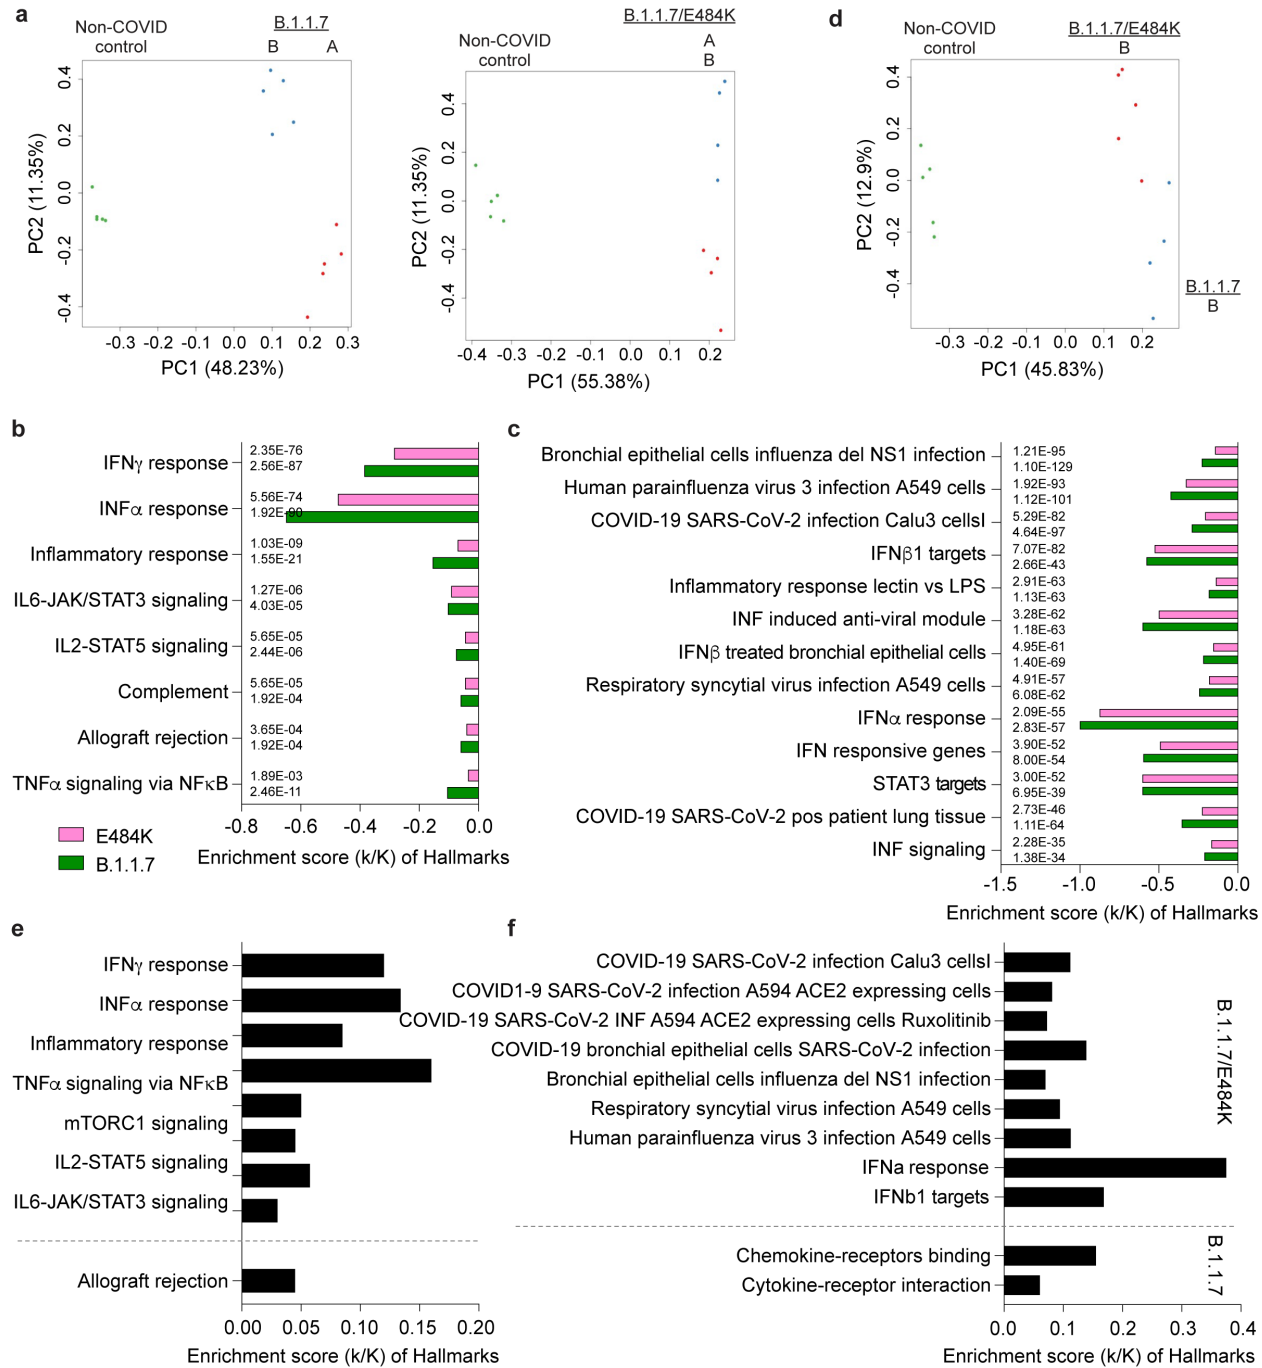 a
Non-COVID
control
B.1.1.7
B A
0.4
0.2
0.0
-0.2
-0.4
PC2 (11.35%)
-0.3 -0.2 -0.1 0.0 0.1 0.2 0.3
PC1 (48.23%)
Non-COVID
control
B.1.1.7/E484K
A
B
0.4
0.2
0.0
-0.2
-0.4
PC2 (11.35%)
-0.4 -0.3 -0.2 -0.1 0.0 0.1 0.2
PC1 (55.38%)
d
Non-COVID
control
B.1.1.7/E484K
B
0.4
0.2
0.0
-0.2
-0.4
PC2 (12.9%)
B.1.1.7
B
-0.3 -0.2 -0.1 0.0 0.1 0.2
PC1 (45.83%)
b
IFNγ response
2.35E-76
2.56E-87
INFα response
5.56E-74
1.92E-90
Inflammatory response
1.03E-09
1.55E-21
IL6-JAK/STAT3 signaling
1.27E-06
4.03E-05
IL2-STAT5 signaling
5.65E-05
2.44E-06
Complement
5.65E-05
1.92E-04
Allograft rejection
3.65E-04
1.92E-04
TNFα signaling via NFκB
1.89E-03
2.46E-11
-0.8 -0.6 -0.4 -0.2 0.0
E484K
B.1.1.7
Enrichment score (k/K) of Hallmarks
c
Bronchial epithelial cells influenza del NS1 infection
1.21E-95
1.10E-129
Human parainfluenza virus 3 infection A549 cells
1.92E-93
1.12E-101
COVID-19 SARS-CoV-2 infection Calu3 cellsI
5.29E-82
4.64E-97
IFNβ1 targets
7.07E-82
2.66E-43
Inflammatory response lectin vs LPS
2.91E-63
1.13E-63
INF induced anti-viral module
3.28E-62
1.18E-63
IFNβ treated bronchial epithelial cells
4.95E-61
1.40E-69
Respiratory syncytial virus infection A549 cells
4.91E-57
6.08E-62
IFNα response
2.09E-55
2.83E-57
IFN responsive genes
3.90E-52
8.00E-54
STAT3 targets
3.00E-52
6.95E-39
COVID-19 SARS-CoV-2 pos patient lung tissue
2.73E-46
1.11E-64
INF signaling
2.28E-35
1.38E-34
-1.5 -1.0 -0.5 0.0
Enrichment score (k/K) of Hallmarks
e
IFNγ response
INFα response
Inflammatory response
TNFα signaling via NFκB
mTORC1 signaling
IL2-STAT5 signaling
IL6-JAK/STAT3 signaling
Allograft rejection
0.00 0.05 0.10 0.15 0.20
Enrichment score (k/K) of Hallmarks
f
COVID-19 SARS-CoV-2 infection Calu3 cellsI
COVID1-9 SARS-CoV-2 infection A594 ACE2 expressing cells
COVID-19 SARS-CoV-2 INF A594 ACE2 expressing cells Ruxolitinib
COVID-19 bronchial epithelial cells SARS-CoV-2 infection
Bronchial epithelial cells influenza del NS1 infection
Respiratory syncytial virus infection A549 cells
Human parainfluenza virus 3 infection A549 cells
IFNa response
IFNb1 targets
B.1.1.7/E484K
Chemokine-receptors binding
Cytokine-receptor interaction
B.1.1.7
0.0 0.1 0.2 0.3 0.4
Enrichment score (k/K) of Hallmarks